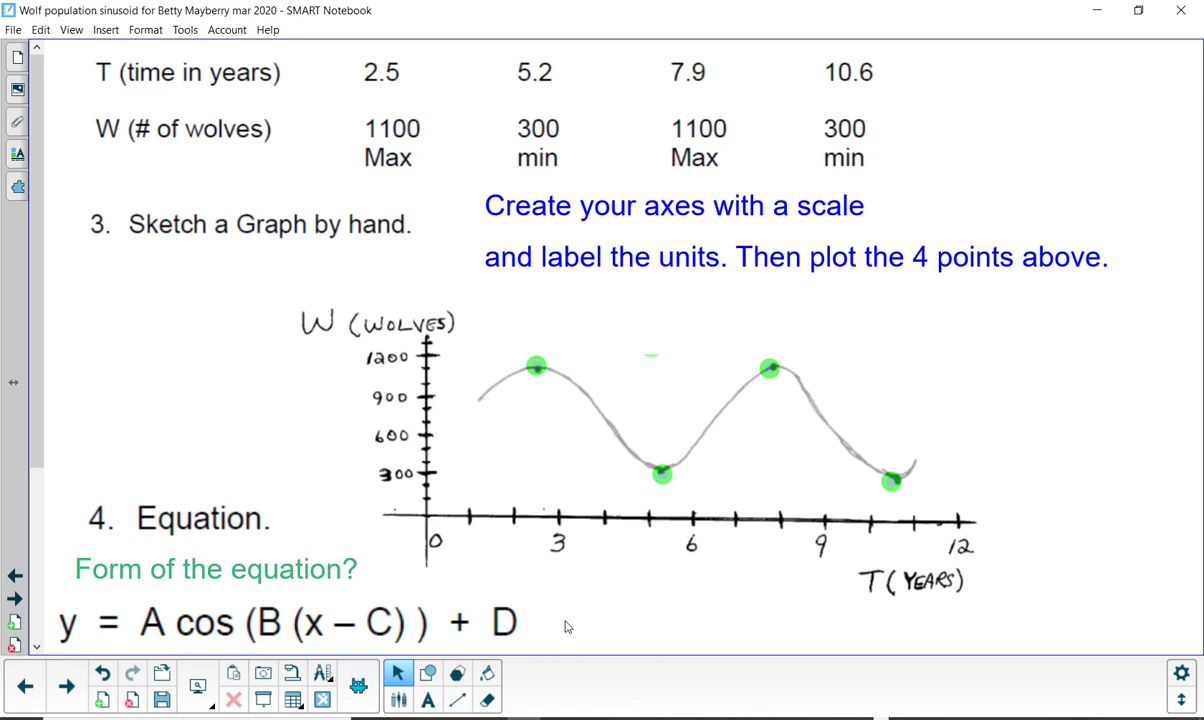 Wolf population sinusoid for Betty Mayberry mar 2020 - SMART Notebook
File Edit View Insert Format Tools Account Help
T (time in years) 2.5 5.2 7.9 10.6
W (# of wolves) 1100 300 1100 300
Max min Max min
3. Sketch a Graph by hand.
Create your axes with a scale
and label the units. Then plot the 4 points above.
W (WOLVES)
1200
900
600
300
0 3 6 9 12
T (YEARS)
4. Equation.
Form of the equation?
y = A cos (B (x – C) ) + D